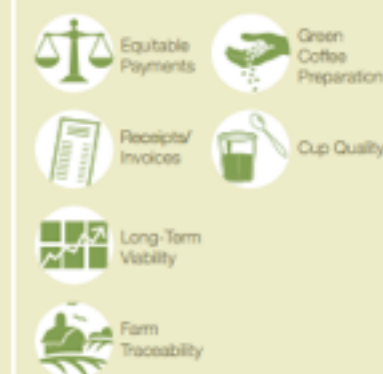 Equitable
Payments
Green
Coffee
Preparation
Receipts/
Invoices
Cup Quality
Long-Term
Viability
Farm
Traceability